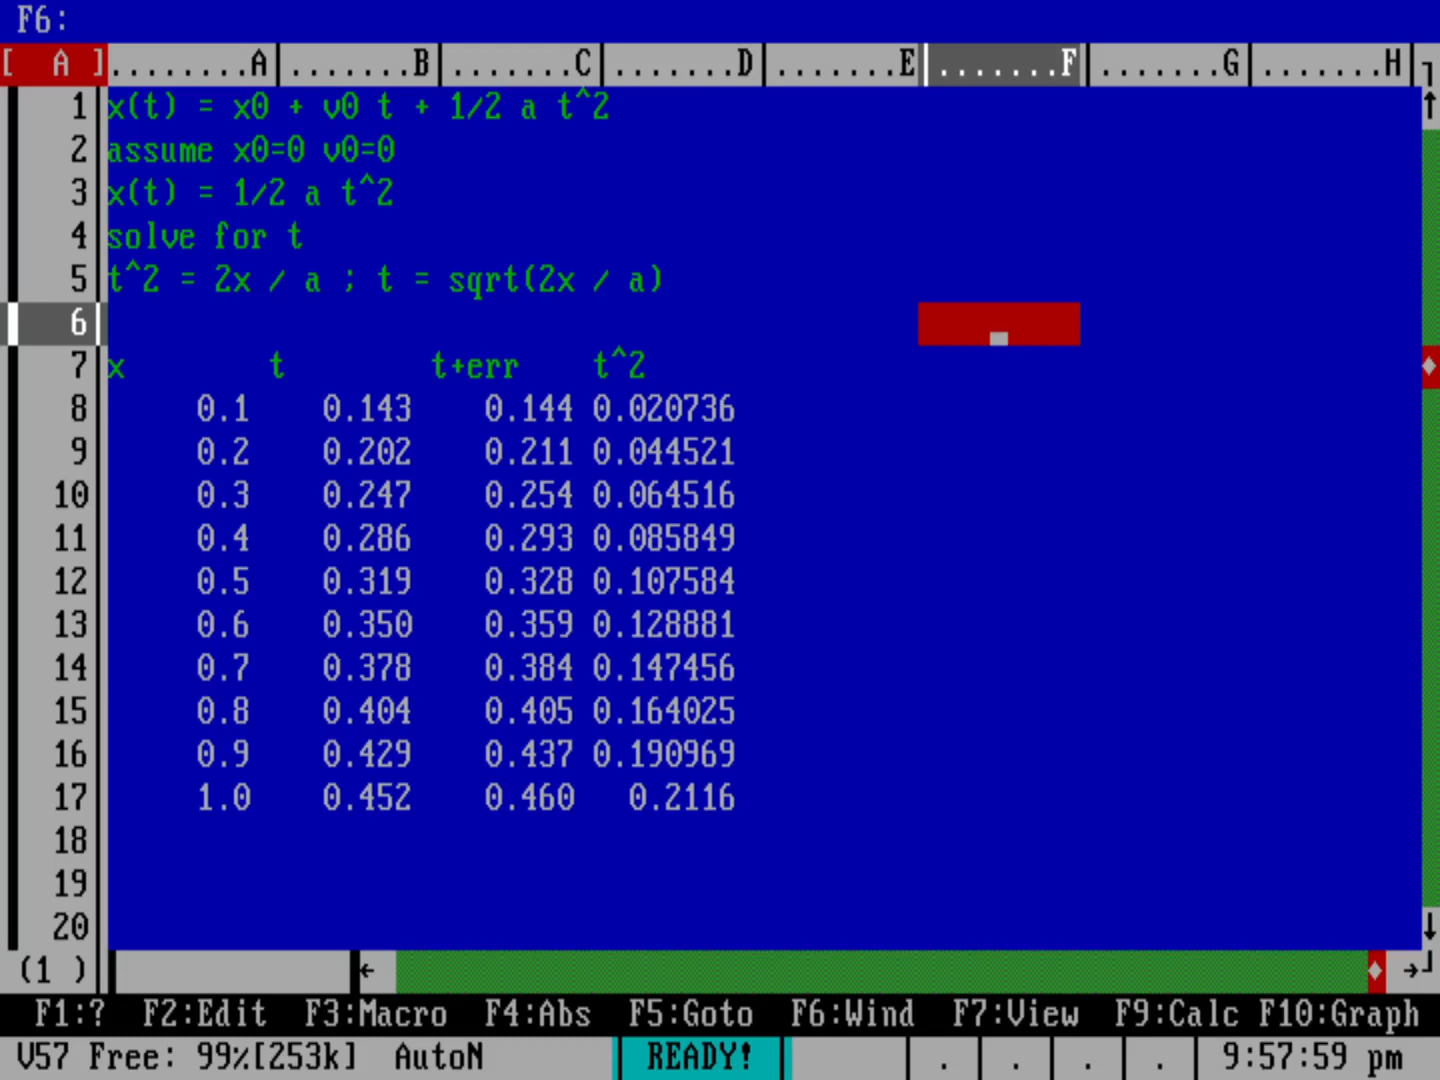 F6:
[ A ] ........A .......B .......C .......D .......E .......F .......G .......H
1 x(t) = x0 + v0 t + 1/2 a t^2
2 assume x0=0 v0=0
3 x(t) = 1/2 a t^2
4 solve for t
5 t^2 = 2x / a ; t = sqrt(2x / a)
6
7 x t t+err t^2
8 0.1 0.143 0.144 0.020736
9 0.2 0.202 0.211 0.044521
10 0.3 0.247 0.254 0.064516
11 0.4 0.286 0.293 0.085849
12 0.5 0.319 0.328 0.107584
13 0.6 0.350 0.359 0.128881
14 0.7 0.378 0.384 0.147456
15 0.8 0.404 0.405 0.164025
16 0.9 0.429 0.437 0.190969
17 1.0 0.452 0.460 0.2116
18
19
20
(1 )
F1:? F2:Edit F3:Macro F4:Abs F5:Goto F6:Wind F7:View F9:Calc F10:Graph
V57 Free: 99%[253k] AutoN READY! . . . . 9:57:59 pm